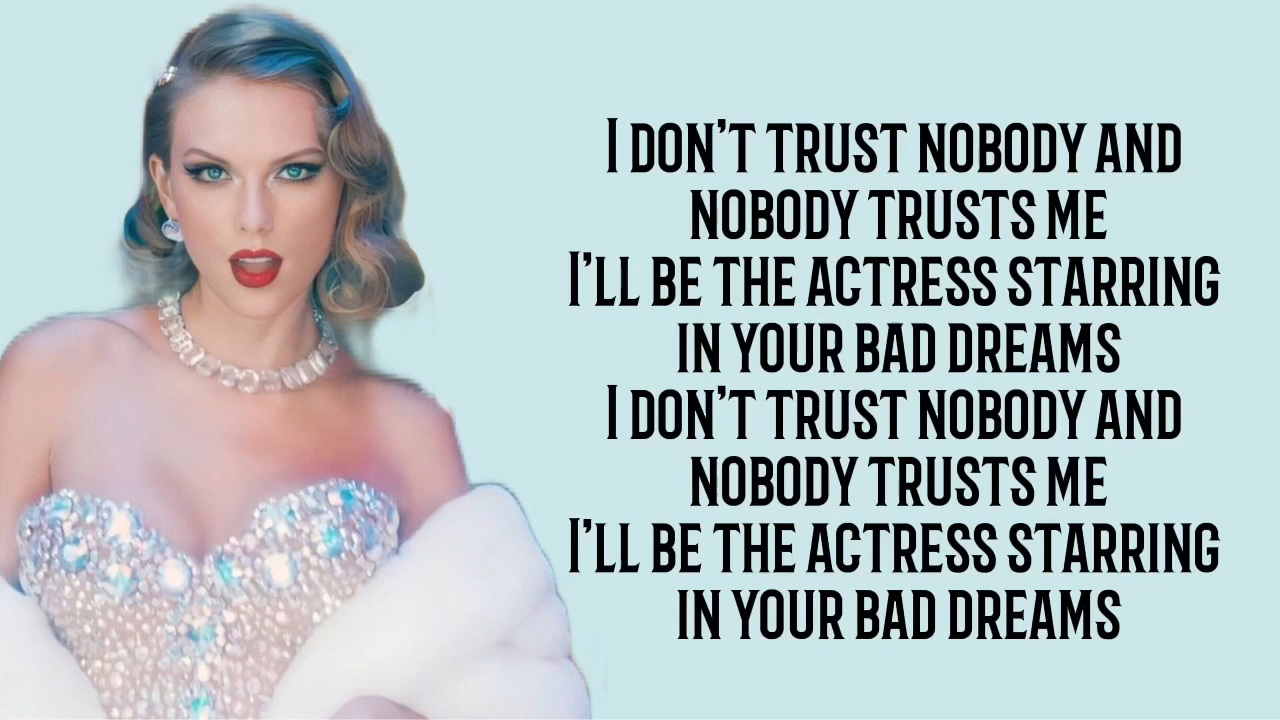 I DON'T TRUST NOBODY AND
NOBODY TRUSTS ME
I'LL BE THE ACTRESS STARRING
IN YOUR BAD DREAMS
I DON'T TRUST NOBODY AND
NOBODY TRUSTS ME
I'LL BE THE ACTRESS STARRING
IN YOUR BAD DREAMS